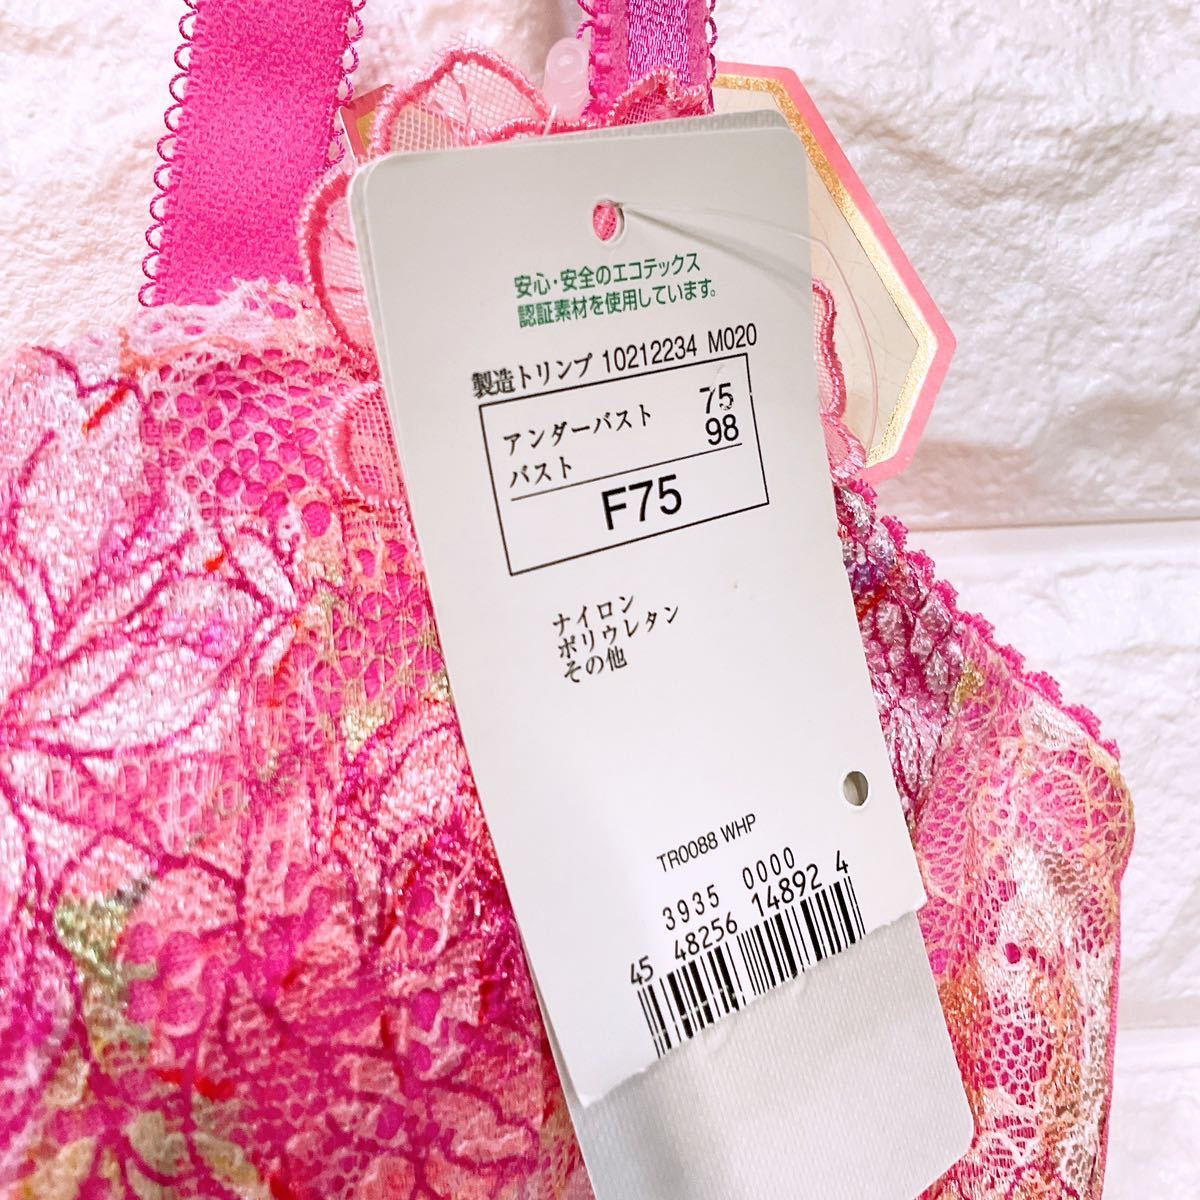 安心・安全のエコテックス
認証素材を使用しています。
製造トリンプ 10212234 M020
アンダーバスト 75
バスト 98
F75
ナイロン
ポリウレタン
その他
TR0088 WHP
3935 0000
45 48256 14892 4